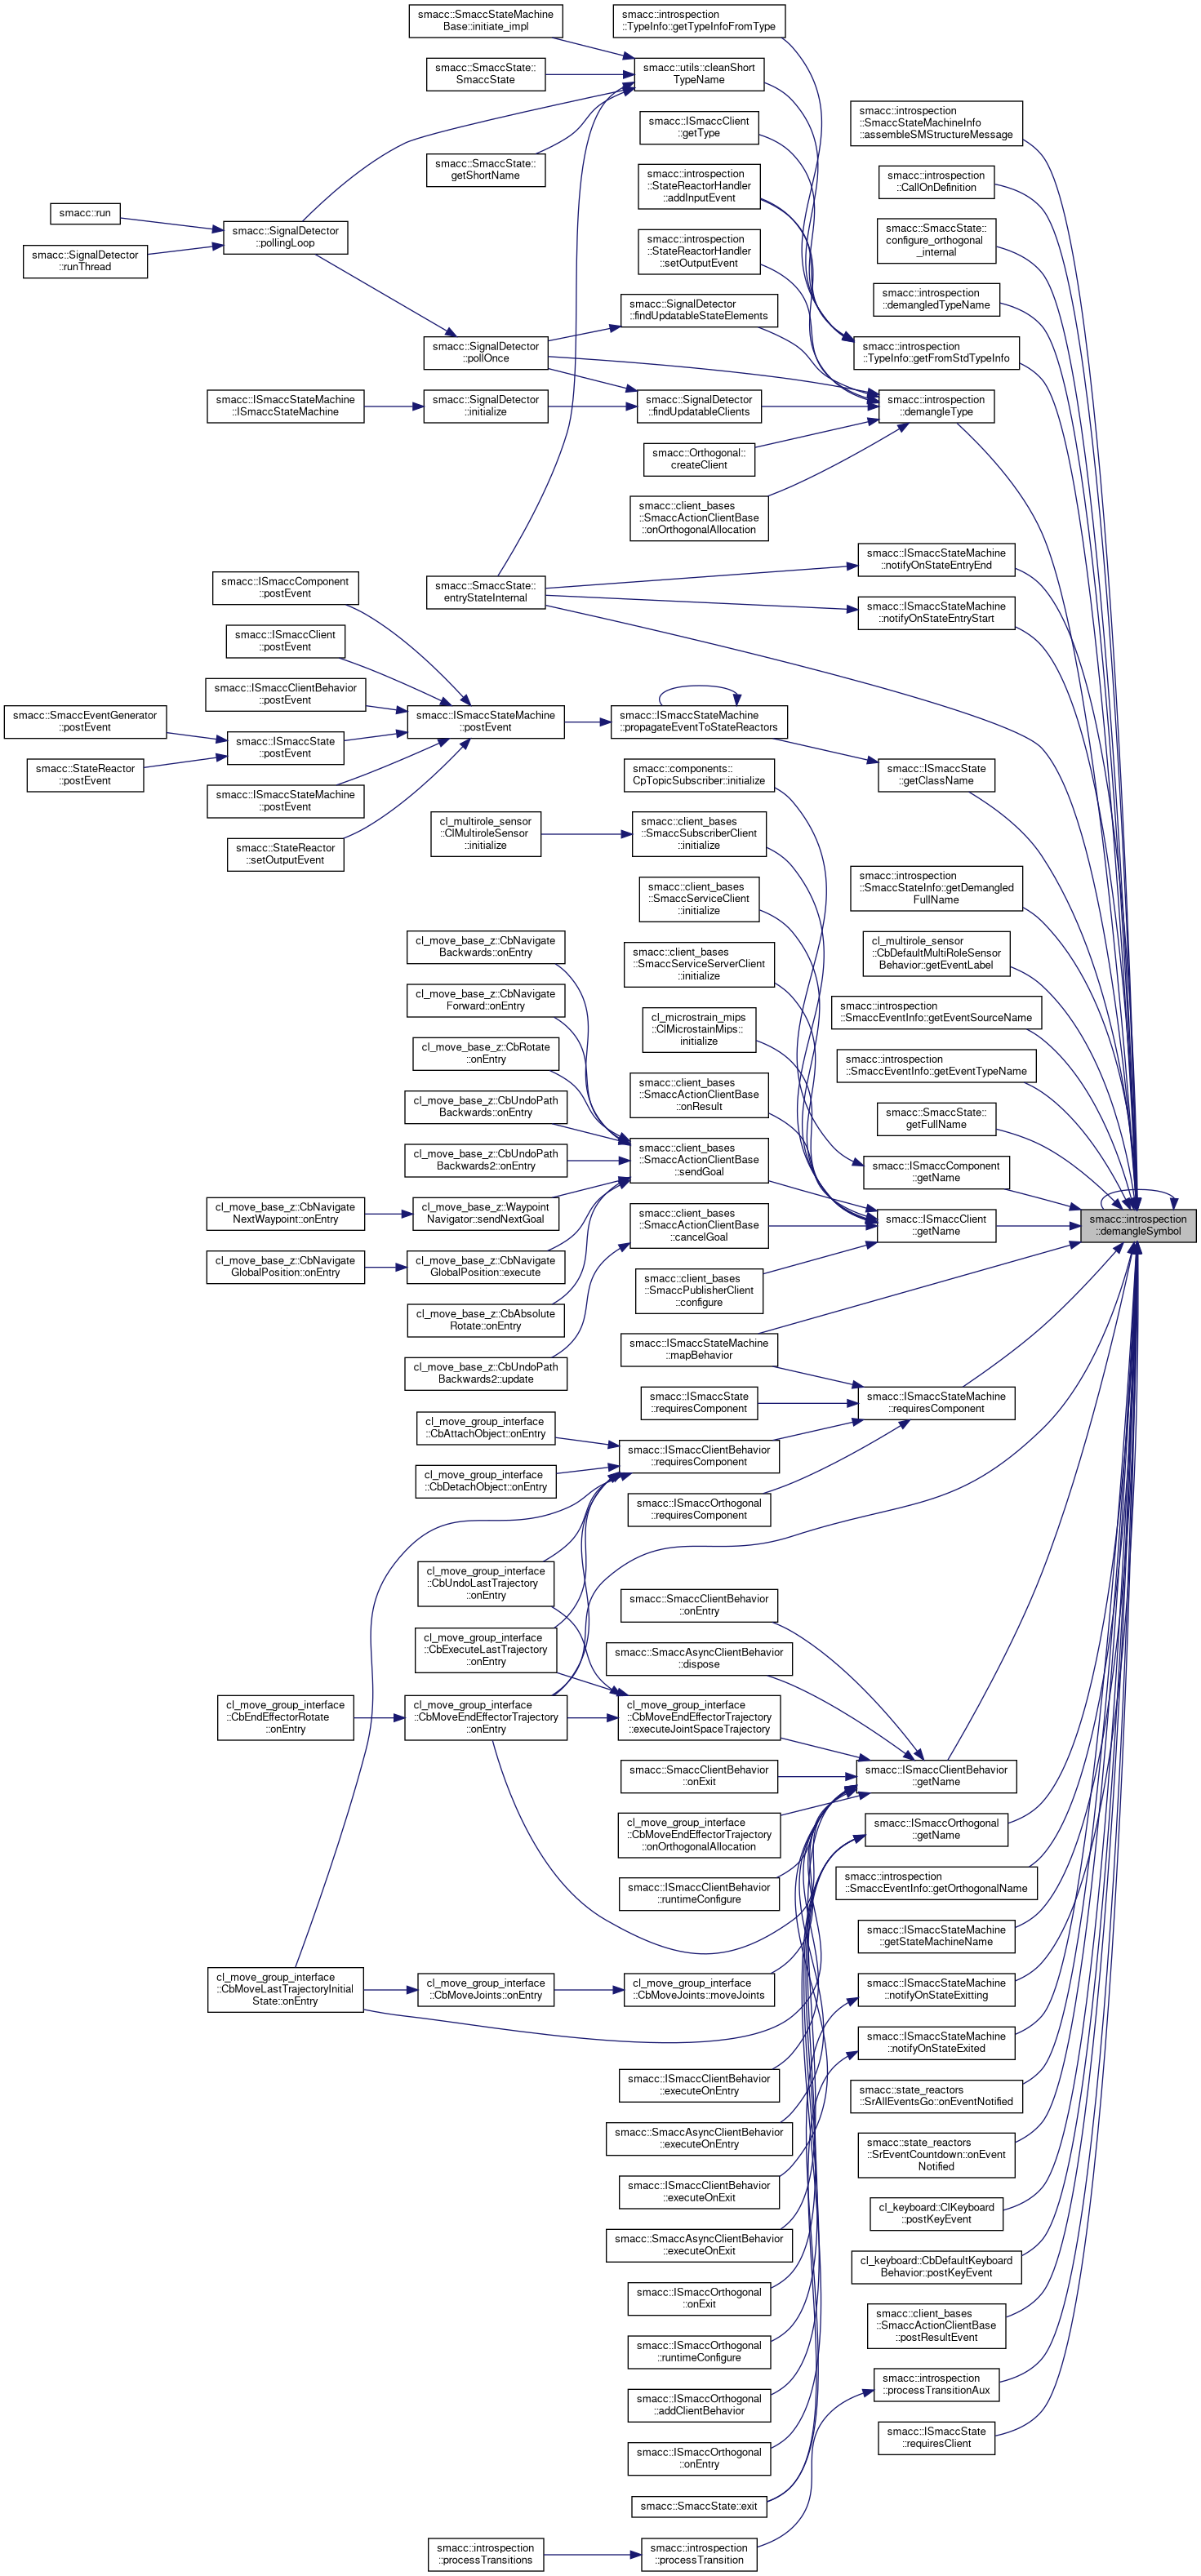 smacc::SmaccStateMachine
Base::initiate_impl
smacc::introspection
::TypeInfo::getTypeInfoFromType
smacc::SmaccState::
SmaccState
smacc::utils::cleanShort
TypeName
smacc::ISmaccClient
::getType
smacc::introspection
::SmaccStateMachineInfo
::assembleSMStructureMessage
smacc::SmaccState::
getShortName
smacc::introspection
::StateReactorHandler
::addInputEvent
smacc::introspection
::CallOnDefinition
smacc::run
smacc::SignalDetector
::runThread
smacc::SignalDetector
::pollingLoop
smacc::introspection
::StateReactorHandler
::setOutputEvent
smacc::SmaccState::
configure_orthogonal
_internal
smacc::introspection
::demangledTypeName
smacc::SignalDetector
::findUpdatableStateElements
smacc::SignalDetector
::pollOnce
smacc::introspection
::TypeInfo::getFromStdTypeInfo
smacc::ISmaccStateMachine
::ISmaccStateMachine
smacc::SignalDetector
::initialize
smacc::SignalDetector
::findUpdatableClients
smacc::introspection
::demangleType
smacc::Orthogonal::
createClient
smacc::client_bases
::SmaccActionClientBase
::onOrthogonalAllocation
smacc::ISmaccStateMachine
::notifyOnStateEntryEnd
smacc::SmaccState::
entryStateInternal
smacc::ISmaccStateMachine
::notifyOnStateEntryStart
smacc::ISmaccComponent
::postEvent
smacc::ISmaccClient
::postEvent
smacc::ISmaccClientBehavior
::postEvent
smacc::SmaccEventGenerator
::postEvent
smacc::ISmaccState
::postEvent
smacc::ISmaccStateMachine
::postEvent
smacc::ISmaccStateMachine
::propagateEventToStateReactors
smacc::StateReactor
::postEvent
smacc::ISmaccStateMachine
::postEvent
smacc::StateReactor
::setOutputEvent
smacc::components::
CpTopicSubscriber::initialize
smacc::ISmaccState
::getClassName
cl_multirole_sensor
::ClMultiroleSensor
::initialize
smacc::client_bases
::SmaccSubscriberClient
::initialize
smacc::client_bases
::SmaccServiceClient
::initialize
smacc::introspection
::SmaccStateInfo::getDemangled
FullName
cl_move_base_z::CbNavigate
Backwards::onEntry
smacc::client_bases
::SmaccServiceServerClient
::initialize
cl_multirole_sensor
::CbDefaultMultiRoleSensor
Behavior::getEventLabel
cl_move_base_z::CbNavigate
Forward::onEntry
cl_microstrain_mips
::ClMicrostainMips::
initialize
smacc::introspection
::SmaccEventInfo::getEventSourceName
cl_move_base_z::CbRotate
::onEntry
smacc::introspection
::SmaccEventInfo::getEventTypeName
cl_move_base_z::CbUndoPath
Backwards::onEntry
smacc::client_bases
::SmaccActionClientBase
::onResult
smacc::SmaccState::
getFullName
cl_move_base_z::CbUndoPath
Backwards2::onEntry
smacc::client_bases
::SmaccActionClientBase
::sendGoal
smacc::ISmaccComponent
::getName
cl_move_base_z::CbNavigate
NextWaypoint::onEntry
cl_move_base_z::Waypoint
Navigator::sendNextGoal
smacc::client_bases
::SmaccActionClientBase
::cancelGoal
smacc::ISmaccClient
::getName
smacc::introspection
::demangleSymbol
cl_move_base_z::CbNavigate
GlobalPosition::onEntry
cl_move_base_z::CbNavigate
GlobalPosition::execute
smacc::client_bases
::SmaccPublisherClient
::configure
cl_move_base_z::CbAbsolute
Rotate::onEntry
smacc::ISmaccStateMachine
::mapBehavior
cl_move_base_z::CbUndoPath
Backwards2::update
smacc::ISmaccState
::requiresComponent
smacc::ISmaccStateMachine
::requiresComponent
cl_move_group_interface
::CbAttachObject::onEntry
smacc::ISmaccClientBehavior
::requiresComponent
cl_move_group_interface
::CbDetachObject::onEntry
smacc::ISmaccOrthogonal
::requiresComponent
cl_move_group_interface
::CbUndoLastTrajectory
::onEntry
smacc::SmaccClientBehavior
::onEntry
cl_move_group_interface
::CbExecuteLastTrajectory
::onEntry
smacc::SmaccAsyncClientBehavior
::dispose
cl_move_group_interface
::CbEndEffectorRotate
::onEntry
cl_move_group_interface
::CbMoveEndEffectorTrajectory
::onEntry
cl_move_group_interface
::CbMoveEndEffectorTrajectory
::executeJointSpaceTrajectory
smacc::SmaccClientBehavior
::onExit
smacc::ISmaccClientBehavior
::getName
cl_move_group_interface
::CbMoveEndEffectorTrajectory
::onOrthogonalAllocation
smacc::ISmaccOrthogonal
::getName
smacc::ISmaccClientBehavior
::runtimeConfigure
smacc::introspection
::SmaccEventInfo::getOrthogonalName
smacc::ISmaccStateMachine
::getStateMachineName
cl_move_group_interface
::CbMoveLastTrajectoryInitial
State::onEntry
cl_move_group_interface
::CbMoveJoints::onEntry
cl_move_group_interface
::CbMoveJoints::moveJoints
smacc::ISmaccStateMachine
::notifyOnStateExitting
smacc::ISmaccStateMachine
::notifyOnStateExited
smacc::ISmaccClientBehavior
::executeOnEntry
smacc::state_reactors
::SrAllEventsGo::onEventNotified
smacc::SmaccAsyncClientBehavior
::executeOnEntry
smacc::state_reactors
::SrEventCountdown::onEvent
Notified
smacc::ISmaccClientBehavior
::executeOnExit
cl_keyboard::ClKeyboard
::postKeyEvent
smacc::SmaccAsyncClientBehavior
::executeOnExit
cl_keyboard::CbDefaultKeyboard
Behavior::postKeyEvent
smacc::ISmaccOrthogonal
::onExit
smacc::client_bases
::SmaccActionClientBase
::postResultEvent
smacc::ISmaccOrthogonal
::runtimeConfigure
smacc::introspection
::processTransitionAux
smacc::ISmaccOrthogonal
::addClientBehavior
smacc::ISmaccState
::requiresClient
smacc::ISmaccOrthogonal
::onEntry
smacc::SmaccState::exit
smacc::introspection
::processTransitions
smacc::introspection
::processTransition